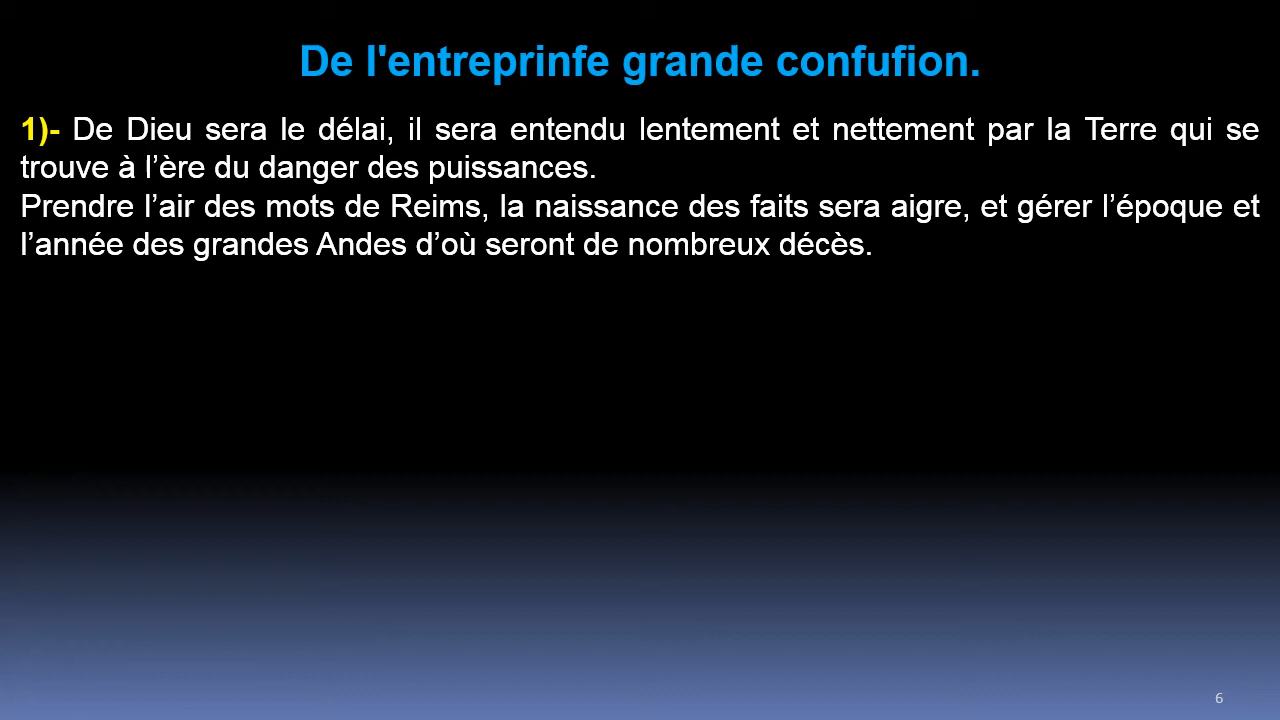 De l'entreprinfe grande confufion.
1)- De Dieu sera le délai, il sera entendu lentement et nettement par la Terre qui se
trouve à l’ère du danger des puissances.
Prendre l’air des mots de Reims, la naissance des faits sera aigre, et gérer l’époque et
l’année des grandes Andes d’où seront de nombreux décès.
6